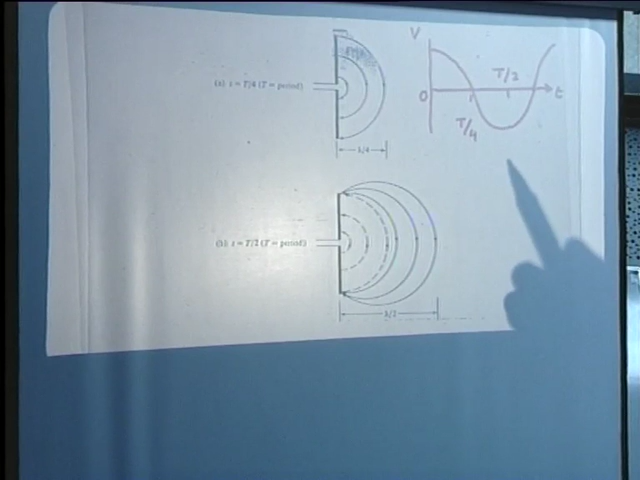 (a) t = T/4 (T = period)
λ/4
V
0
T/4
T/2
t
(b) t = T/2 (T = period)
λ/2